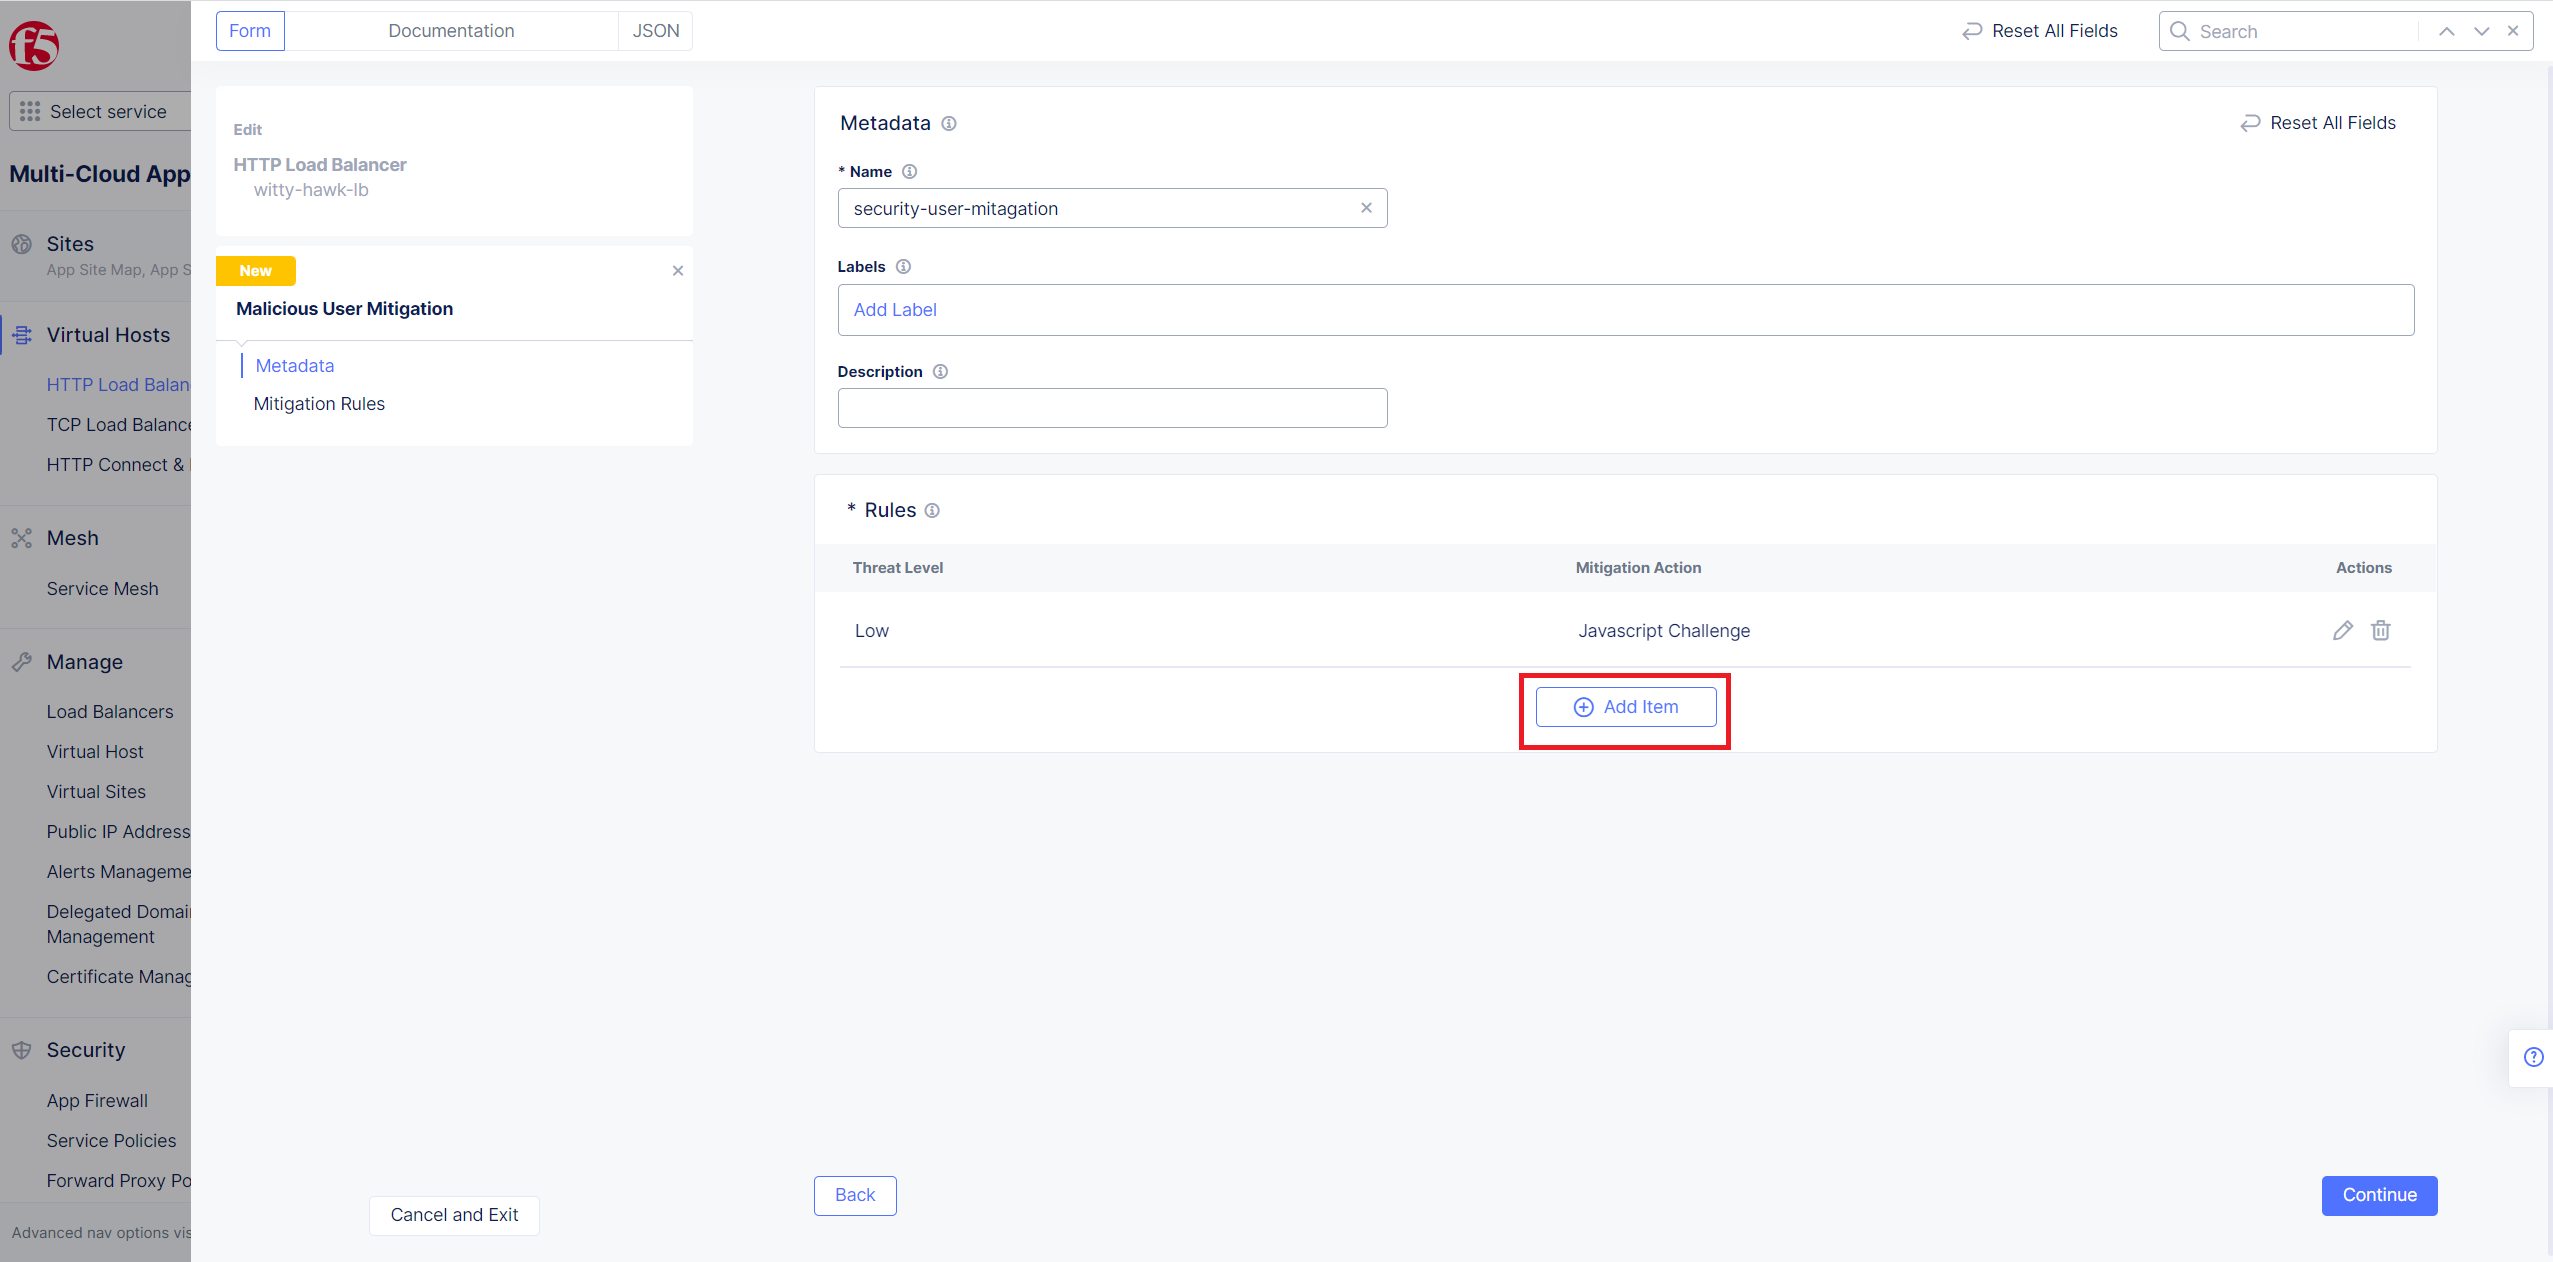 f5
Select service
Multi-Cloud App
Sites
App Site Map, App S
Virtual Hosts
HTTP Load Balan
TCP Load Balance
HTTP Connect &
Mesh
Service Mesh
Manage
Load Balancers
Virtual Host
Virtual Sites
Public IP Address
Alerts Manageme
Delegated Domai
Management
Certificate Manag
Security
App Firewall
Service Policies
Forward Proxy Po
Advanced nav options vis
Form
Documentation
JSON
Reset All Fields
Search
Edit
HTTP Load Balancer
witty-hawk-lb
New
Malicious User Mitigation
Metadata
Mitigation Rules
Cancel and Exit
Metadata
Reset All Fields
* Name
security-user-mitagation
Labels
Add Label
Description
* Rules
Threat Level Mitigation Action Actions
Low Javascript Challenge
Add Item
Back
Continue